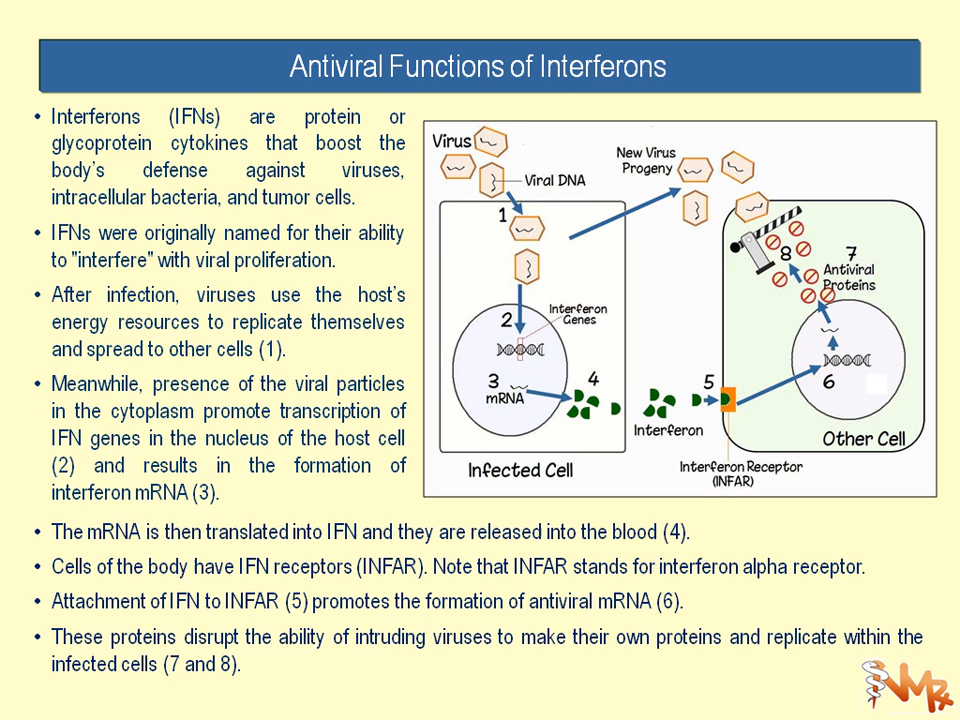 Antiviral Functions of Interferons
• Interferons (IFNs) are protein or
glycoprotein cytokines that boost the
body's defense against viruses,
intracellular bacteria, and tumor cells.
• IFNs were originally named for their ability
to "interfere" with viral proliferation.
• After infection, viruses use the host's
energy resources to replicate themselves
and spread to other cells (1).
• Meanwhile, presence of the viral particles
in the cytoplasm promote transcription of
IFN genes in the nucleus of the host cell
(2) and results in the formation of
interferon mRNA (3).
• The mRNA is then translated into IFN and they are released into the blood (4).
• Cells of the body have IFN receptors (INFAR). Note that INFAR stands for interferon alpha receptor.
• Attachment of IFN to INFAR (5) promotes the formation of antiviral mRNA (6).
• These proteins disrupt the ability of intruding viruses to make their own proteins and replicate within the
infected cells (7 and 8).
Virus
Viral DNA
New Virus
Progeny
1
2
Interferon
Genes
3
mRNA
4
Infected Cell
Interferon
5
Interferon Receptor
(INFAR)
6
7
Antiviral
Proteins
8
Other Cell
VMRx